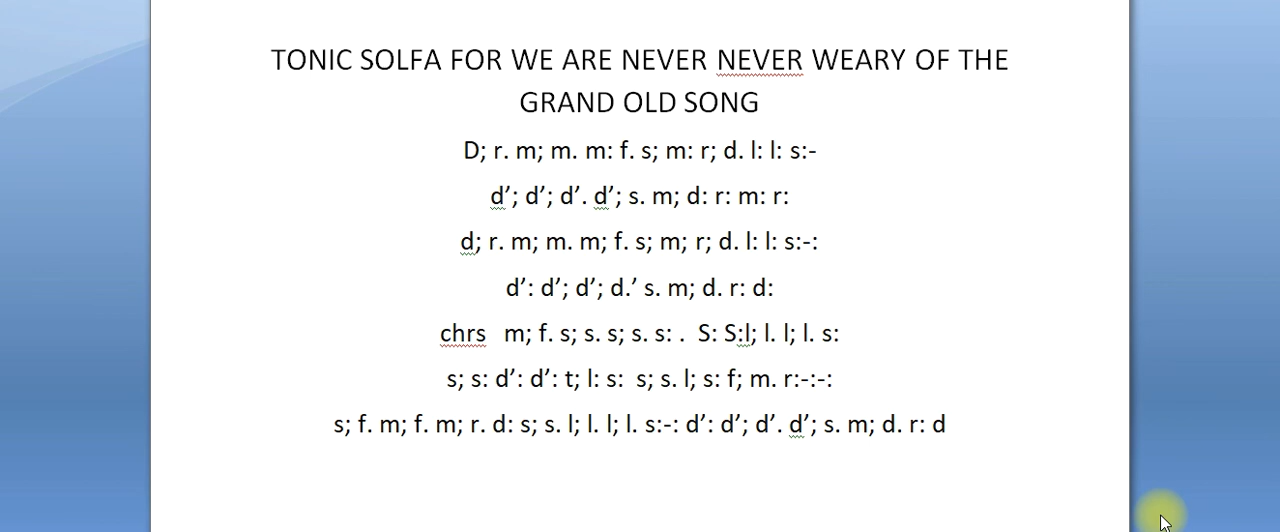 TONIC SOLFA FOR WE ARE NEVER NEVER WEARY OF THE
GRAND OLD SONG
D; r. m; m. m: f. s; m: r; d. l: l: s:-
d’; d’; d’. d’; s. m; d: r: m: r:
d; r. m; m. m; f. s; m; r; d. l: l: s:-:
d’: d’; d’; d.’ s. m; d. r: d:
chrs m; f. s; s. s; s. s: . S: S:l; l. l; l. s:
s; s: d’: d’: t; l: s: s; s. l; s: f; m. r:-:-:
s; f. m; f. m; r. d: s; s. l; l. l; l. s:-: d’: d’; d’. d’; s. m; d. r: d